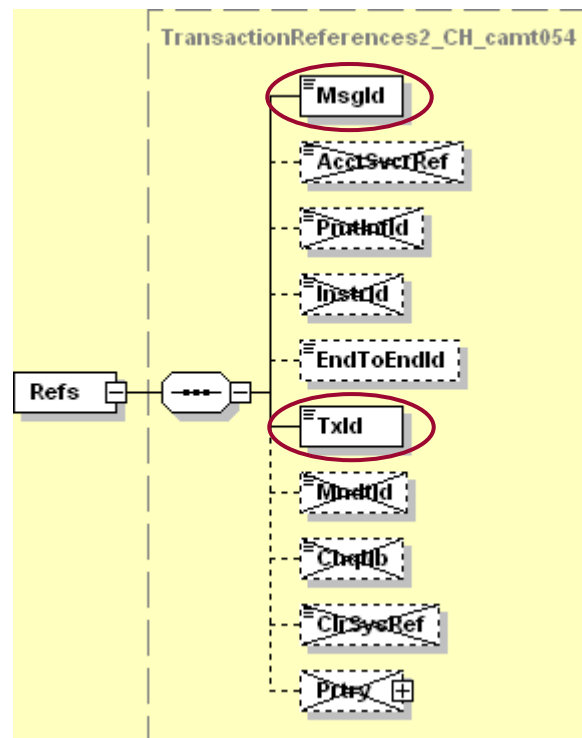 TransactionReferences2_CH_camt054
MsgId
AcctSvcrRef
PmtInfId
InstrId
EndToEndId
Refs
TxId
MndtId
ChqNb
ClrSysRef
Prtry